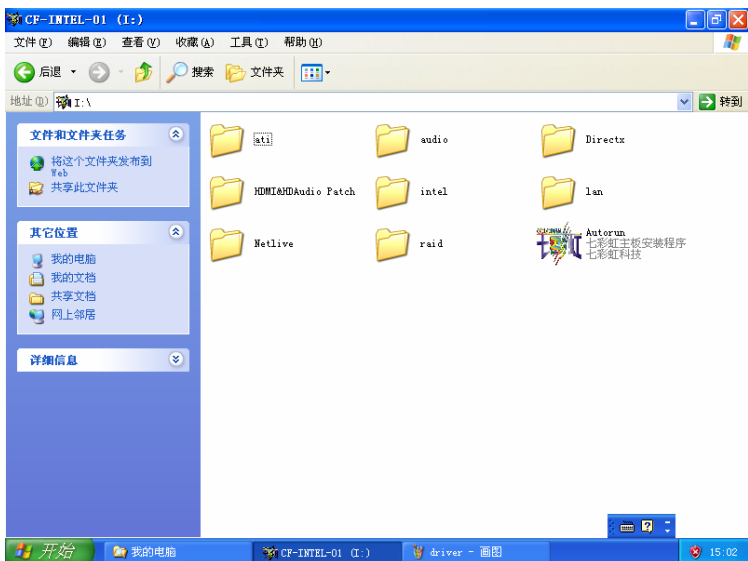 CF-INTEL-01 (I:)
文件(F) 编辑(E) 查看(V) 收藏(A) 工具(T) 帮助(H)
后退 搜索 文件夹
地址(D) I:\ 转到
文件和文件夹任务
将这个文件夹发布到
Web
共享此文件夹
其它位置
我的电脑
我的文档
共享文档
网上邻居
详细信息
ati audio Directx
HDMI&HDAudio Patch intel lan
Netlive raid
七彩虹
Autorun
七彩虹主板安装程序
七彩虹科技
开始 我的电脑 CF-INTEL-01 (I:) driver - 画图 15:02